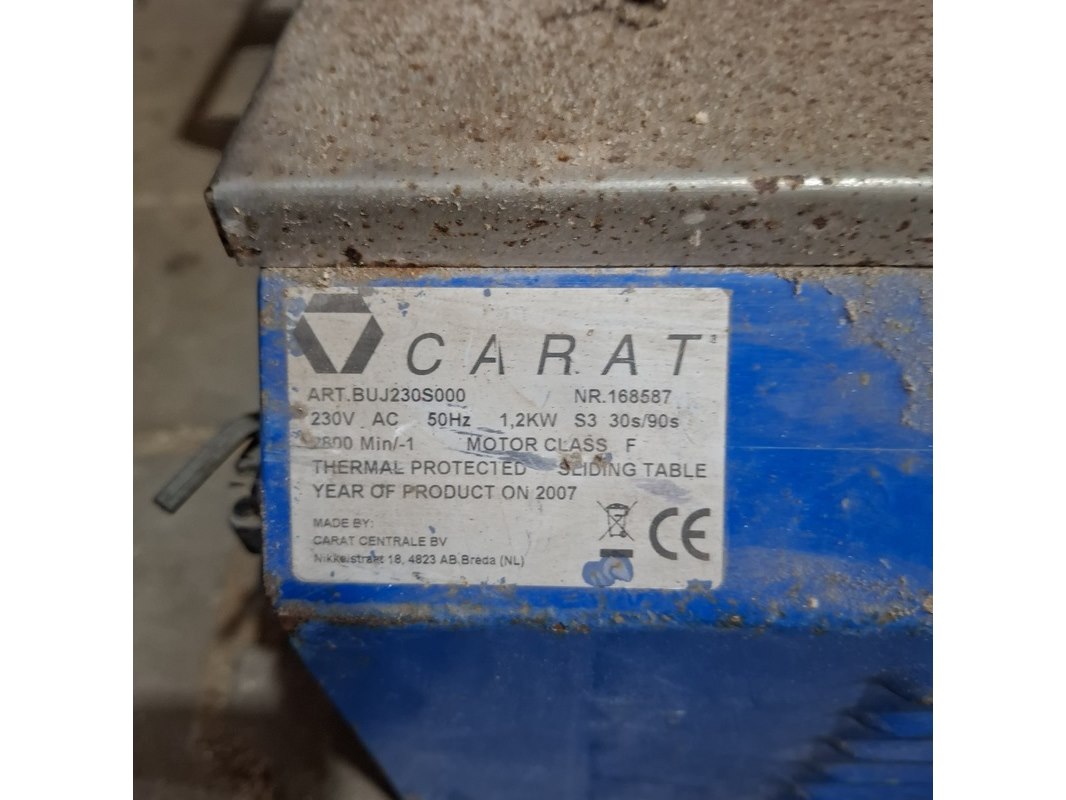 CARAT
ART.BUJ230S000 NR.168587
230V AC 50Hz 1,2KW S3 30s/90s
2800 Min/-1 MOTOR CLASS F
THERMAL PROTECTED SLIDING TABLE
YEAR OF PRODUCT ON 2007
MADE BY:
CARAT CENTRALE BV
Nikkelstraat 18, 4823 AB Breda (NL)
CE